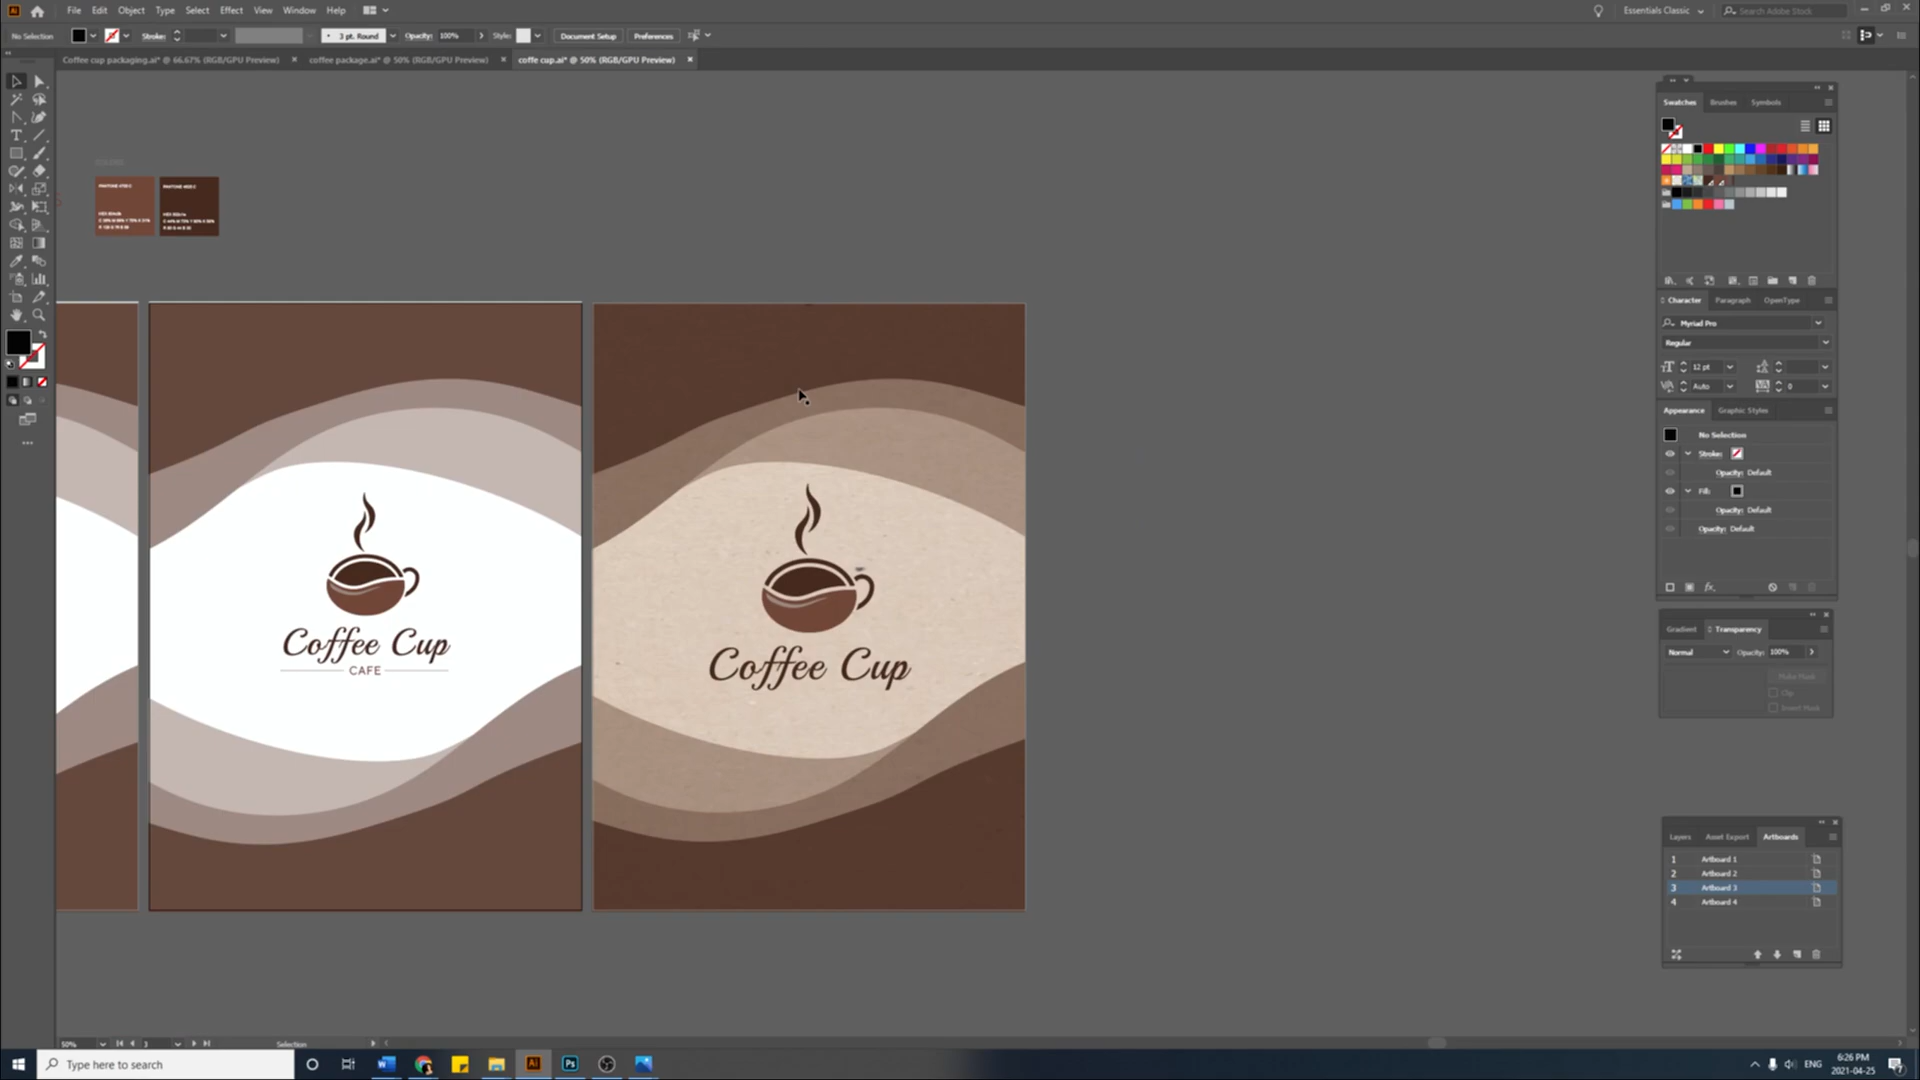 File Edit Object Type Select Effect View Window Help
Essentials Classic
Search Adobe Stock
No Selection
Stroke:
3 pt. Round
Opacity: 100%
Style:
Document Setup
Preferences
Coffee cup packaging.ai* @ 66.67% (RGB/GPU Preview)
coffee package.ai* @ 50% (RGB/GPU Preview)
coffe cup.ai* @ 50% (RGB/GPU Preview)
Swatches Brushes Symbols
Coffee Cup
CAFE
Coffee Cup
Character Paragraph OpenType
Myriad Pro
Regular
12 pt
Auto
0
Appearance Graphic Styles
No Selection
Stroke:
Opacity: Default
Fill:
Opacity: Default
Opacity: Default
Gradient Transparency
Normal
Opacity: 100%
Make Mask
Clip
Invert Mask
Layers Asset Export Artboards
1 Artboard 1
2 Artboard 2
3 Artboard 3
4 Artboard 4
50%
3
Selection
Type here to search
ENG
6:26 PM
2021-04-25